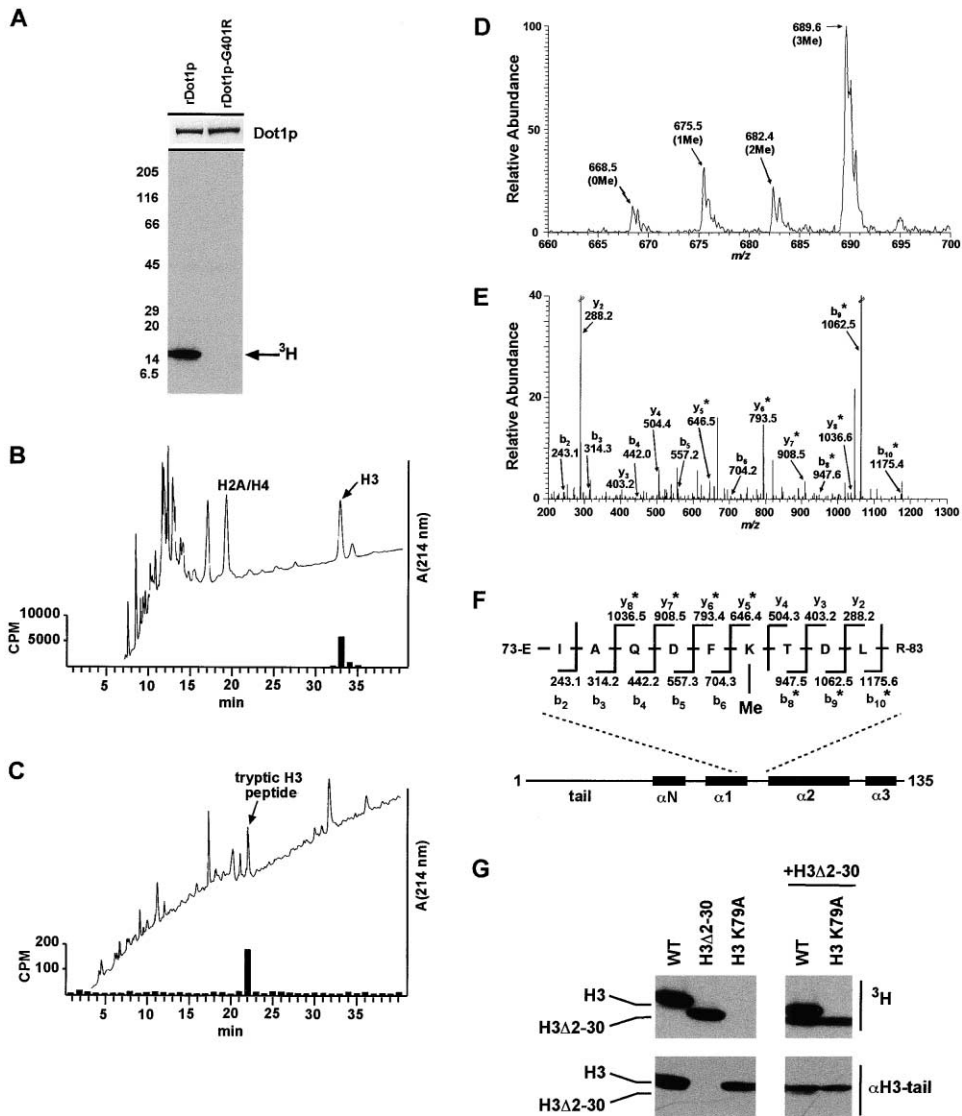 A
rDot1p
rDot1p-G401R
Dot1p
205
116
66
45
29
20
14
6.5
³H
B
H2A/H4
H3
A(214 nm)
10000
5000
CPM
5 10 15 20 25 30 35
min
C
tryptic H3
peptide
A(214 nm)
200
100
CPM
5 10 15 20 25 30 35
min
D
Relative Abundance
100
50
0
668.5
(0Me)
675.5
(1Me)
682.4
(2Me)
689.6
(3Me)
660 665 670 675 680 685 690 695 700
m/z
E
Relative Abundance
40
20
0
y₂
288.2
b₉*
1062.5
b₂
243.1
b₃
314.3
y₃
403.2
b₄
442.0
y₄
504.4
b₅
557.2
y₅*
646.5
b₆
704.2
y₆*
793.5
y₇*
908.5
b₈*
947.6
y₈*
1036.6
b₁₀*
1175.4
200 300 400 500 600 700 800 900 1000 1100 1200 1300
m/z
F
y₈* y₇* y₆* y₅* y₄ y₃ y₂
1036.5 908.5 793.4 646.4 504.3 403.2 288.2
73-E I A Q D F K T D L R-83
243.1 314.2 442.2 557.3 704.3 947.5 1062.5 1175.6
b₂ b₃ b₄ b₅ b₆ b₈* b₉* b₁₀*
Me
1 135
tail αN α1 α2 α3
G
+H3Δ2-30
WT H3Δ2-30 H3 K79A WT H3 K79A
H3
H3Δ2-30
³H
H3
H3Δ2-30
αH3-tail